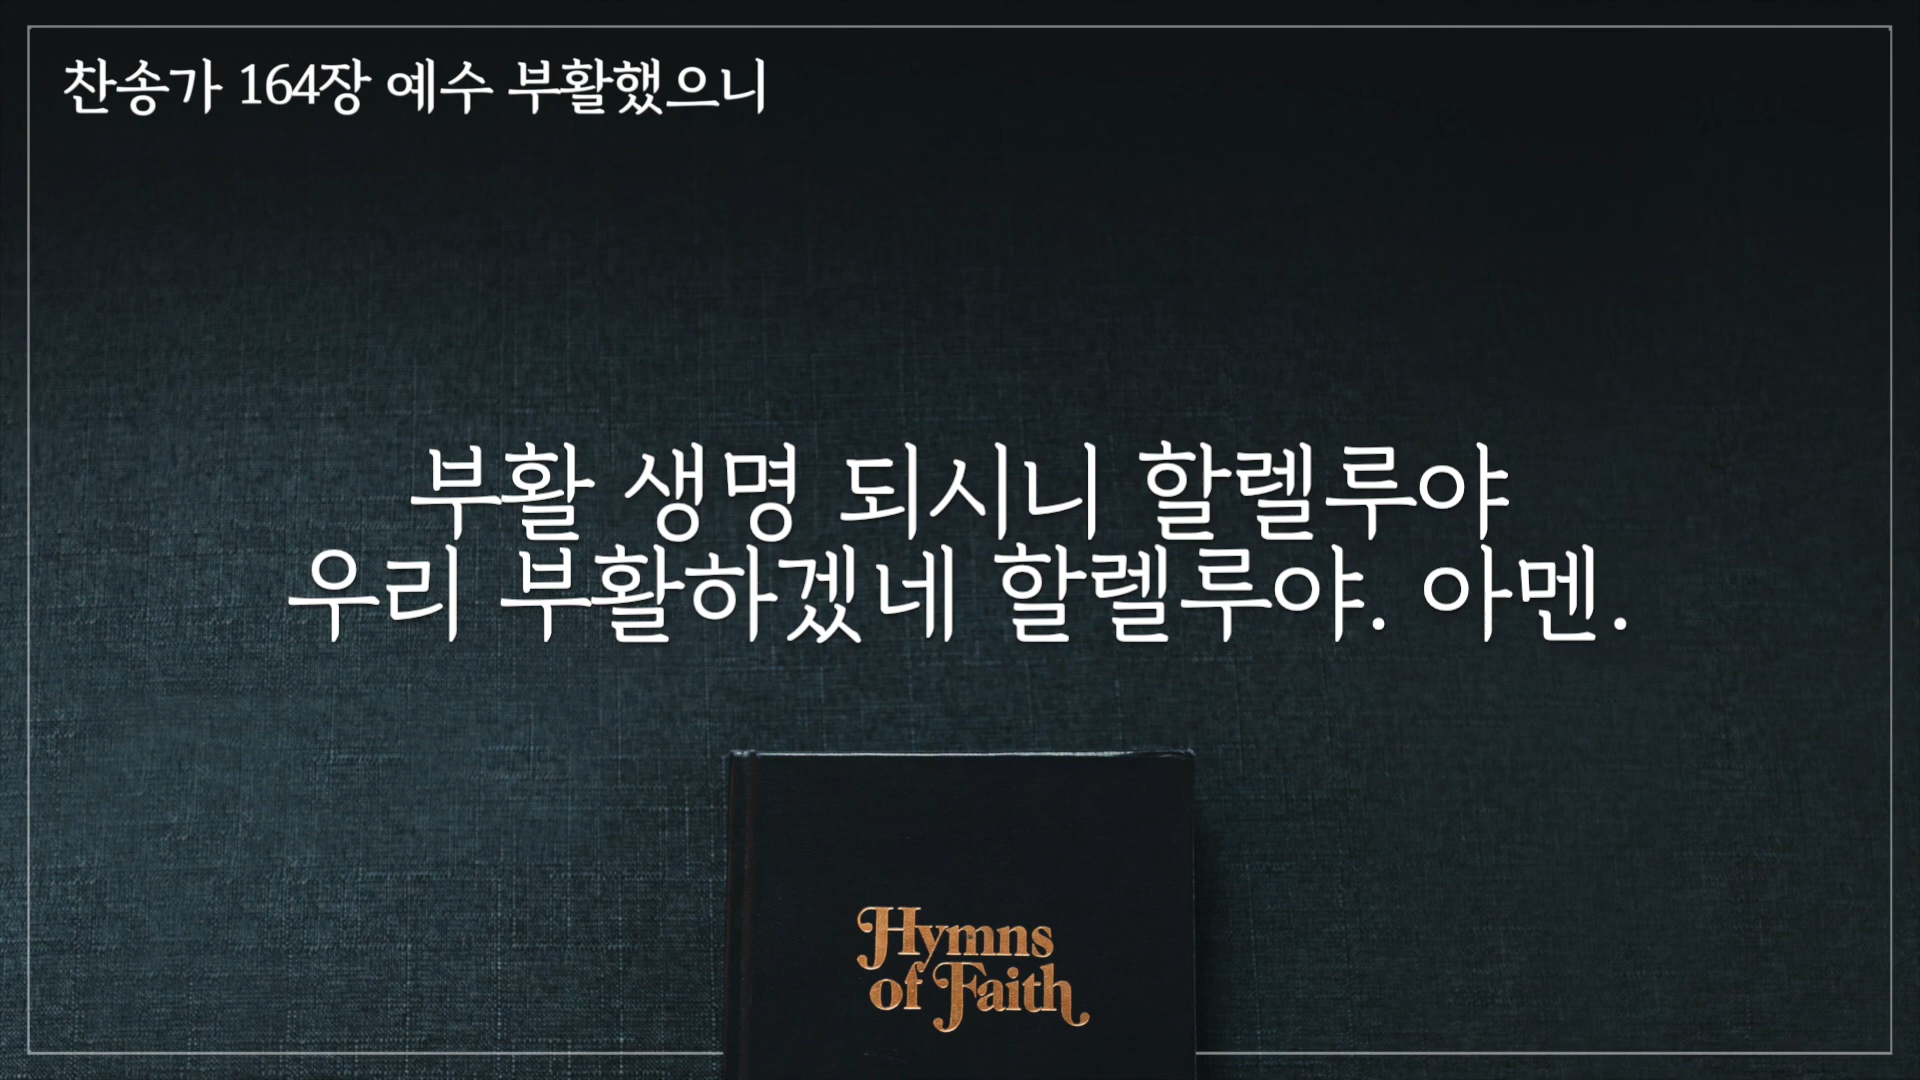 찬송가 164장 예수 부활했으니
부활 생명 되시니 할렐루야
우리 부활하겠네 할렐루야. 아멘.
Hymns
of Faith